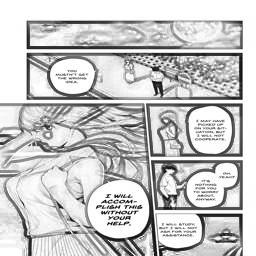 YOU
MUSTN'T GET
THE WRONG
IDEA.
I MAY HAVE
PICKED UP
ON YOUR SIT-
UATION, BUT
I WILL NOT
COOPERATE.
OH,
YEAH?
IT'S
NOTHING FOR
YOU TO
WORRY
ABOUT,
ANYWAY.
I WILL
ACCOM-
PLISH THIS
WITHOUT
YOUR
HELP.
I WILL STUDY,
BUT I WILL NOT
ASK FOR YOUR
ASSISTANCE.